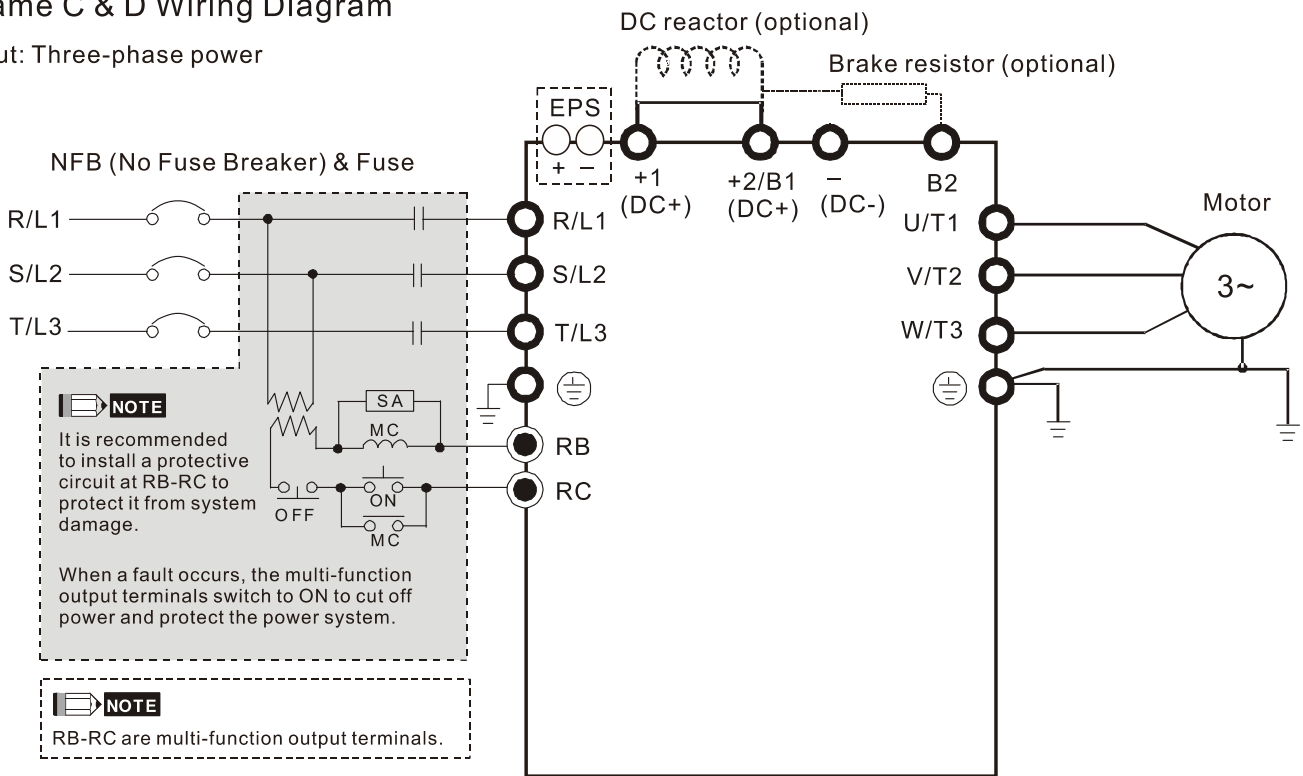 ame C & D Wiring Diagram
ut: Three-phase power
DC reactor (optional)
Brake resistor (optional)
EPS
+ −
+1
(DC+)
+2/B1
(DC+)
−
(DC-)
B2
NFB (No Fuse Breaker) & Fuse
R/L1
S/L2
T/L3
R/L1
S/L2
T/L3
RB
RC
U/T1
V/T2
W/T3
Motor
3~
SA
MC
ON
OFF
MC
NOTE
It is recommended
to install a protective
circuit at RB-RC to
protect it from system
damage.
When a fault occurs, the multi-function
output terminals switch to ON to cut off
power and protect the power system.
NOTE
RB-RC are multi-function output terminals.